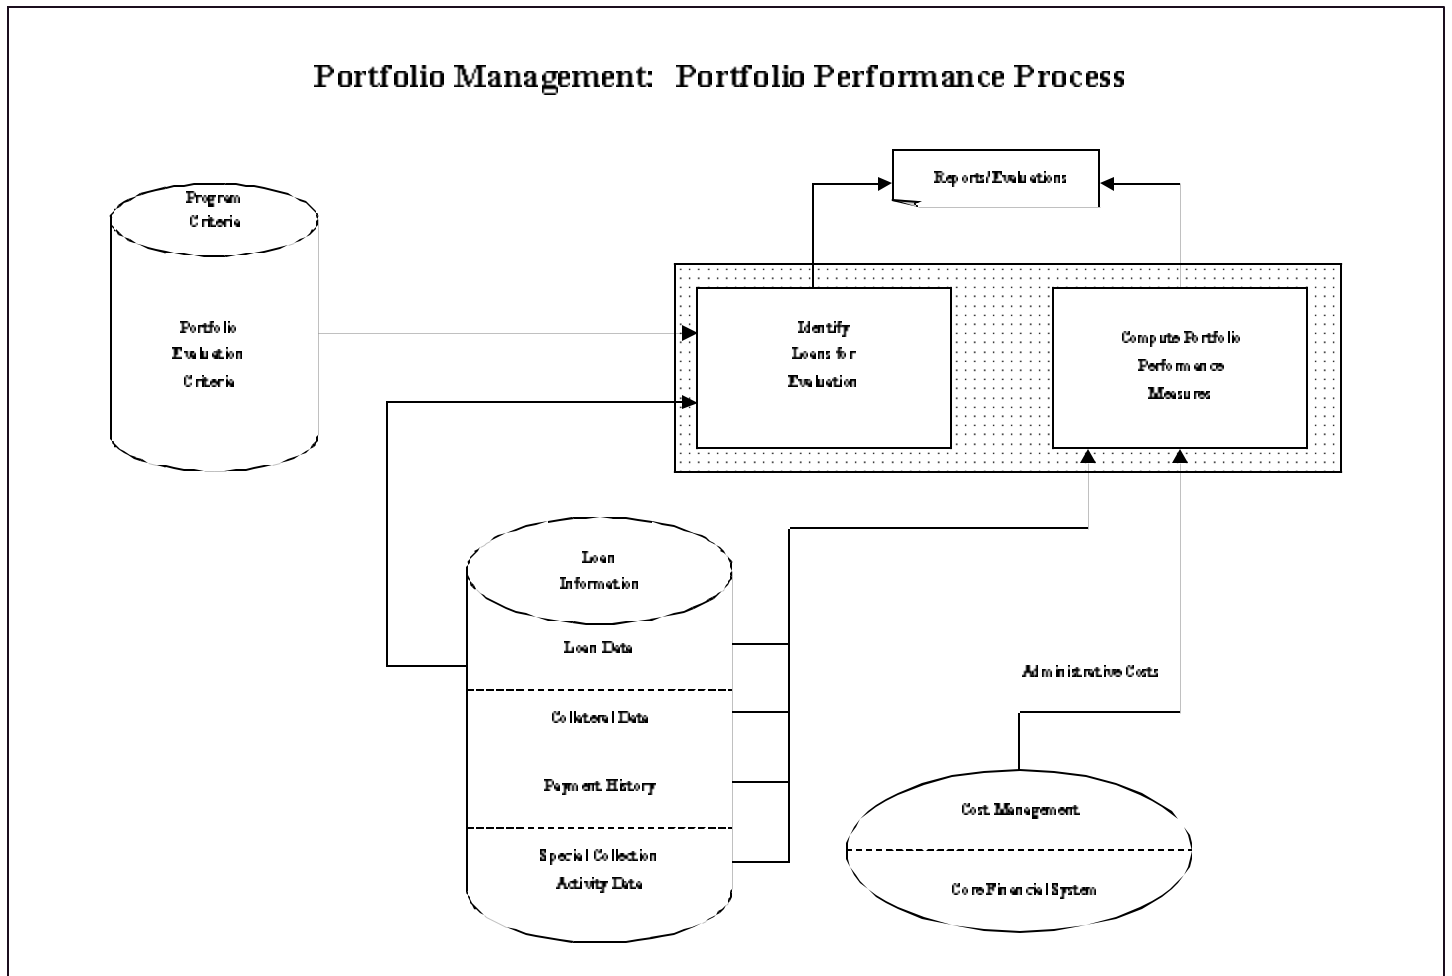 Portfolio Management: Portfolio Performance Process
Reports/Evaluations
Program
Criteria
Portfolio
Evaluation
Criteria
Identify
Loans for
Evaluation
Compute Portfolio
Performance
Measures
Loan
Information
Loan Data
Collateral Data
Payment History
Special Collection
Activity Data
Administrative Costs
Cost Management
Core Financial System